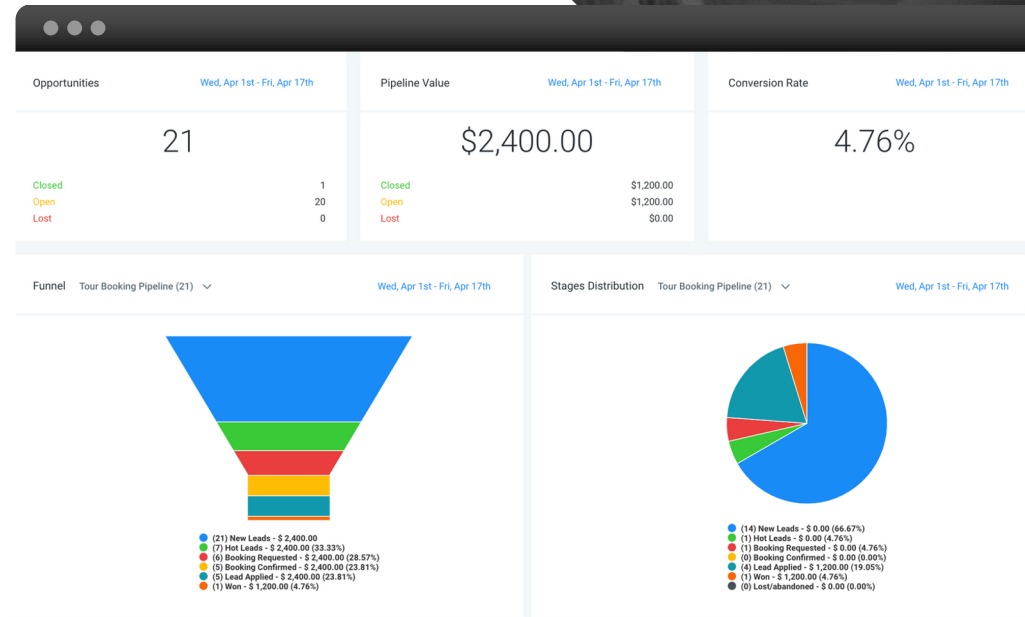 Opportunities
Wed, Apr 1st - Fri, Apr 17th
21
Closed 1
Open 20
Lost 0
Pipeline Value
Wed, Apr 1st - Fri, Apr 17th
$2,400.00
Closed $1,200.00
Open $1,200.00
Lost $0.00
Conversion Rate
Wed, Apr 1st - Fri, Apr 17th
4.76%
Funnel Tour Booking Pipeline (21)
Wed, Apr 1st - Fri, Apr 17th
(21) New Leads - $ 2,400.00
(7) Hot Leads - $ 2,400.00 (33.33%)
(6) Booking Requested - $ 2,400.00 (28.57%)
(5) Booking Confirmed - $ 2,400.00 (23.81%)
(5) Lead Applied - $ 2,400.00 (23.81%)
(1) Won - $ 1,200.00 (4.76%)
Stages Distribution Tour Booking Pipeline (21)
Wed, Apr 1st - Fri, Apr 17th
(14) New Leads - $ 0.00 (66.67%)
(1) Hot Leads - $ 0.00 (4.76%)
(1) Booking Requested - $ 0.00 (4.76%)
(0) Booking Confirmed - $ 0.00 (0.00%)
(4) Lead Applied - $ 1,200.00 (19.05%)
(1) Won - $ 1,200.00 (4.76%)
(0) Lost/abandoned - $ 0.00 (0.00%)